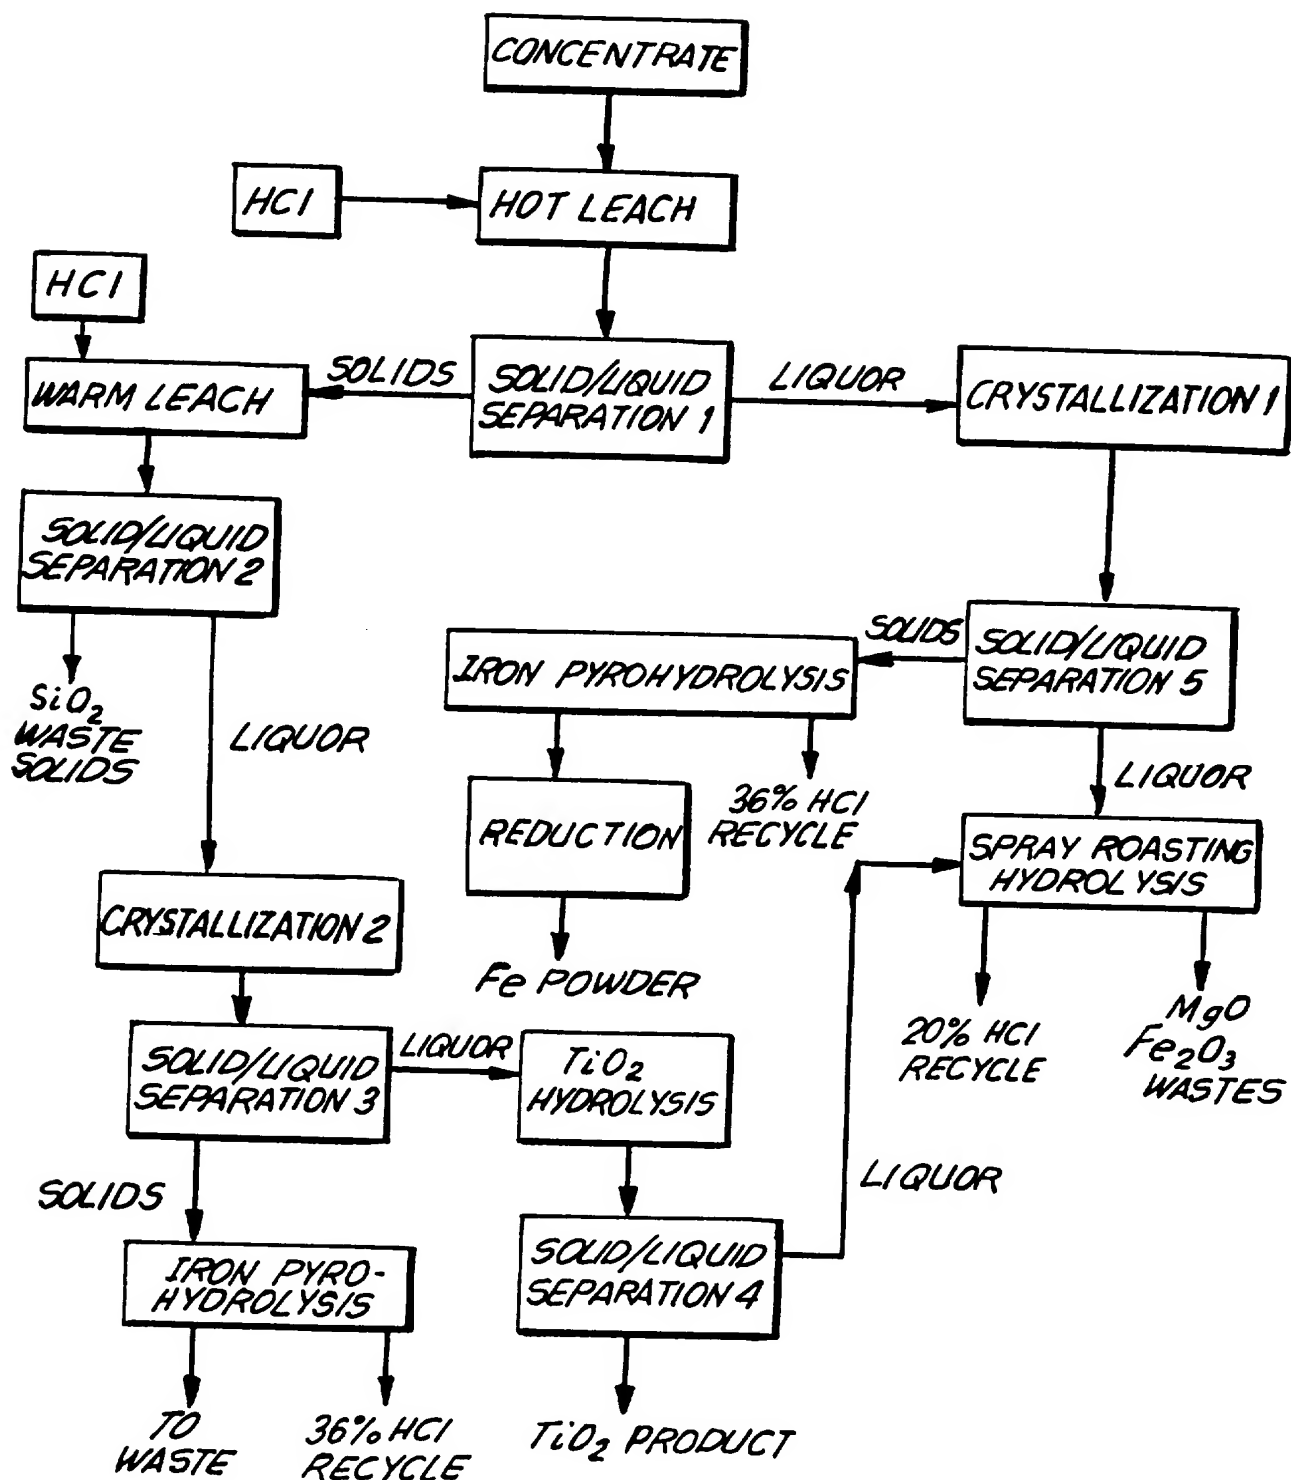 CONCENTRATE
HCl
HOT LEACH
HCl
WARM LEACH
SOLIDS
SOLID/LIQUID
SEPARATION 1
LIQUOR
CRYSTALLIZATION 1
SOLID/LIQUID
SEPARATION 2
SiO2
WASTE
SOLIDS
LIQUOR
IRON PYROHYDROLYSIS
SOLIDS
SOLID/LIQUID
SEPARATION 5
REDUCTION
36% HCl
RECYCLE
LIQUOR
SPRAY ROASTING
HYDROLYSIS
Fe POWDER
20% HCl
RECYCLE
MgO
Fe2O3
WASTES
CRYSTALLIZATION 2
SOLID/LIQUID
SEPARATION 3
LIQUOR
TiO2
HYDROLYSIS
SOLIDS
LIQUOR
IRON PYRO-
HYDROLYSIS
SOLID/LIQUID
SEPARATION 4
TO
WASTE
36% HCl
RECYCLE
TiO2 PRODUCT